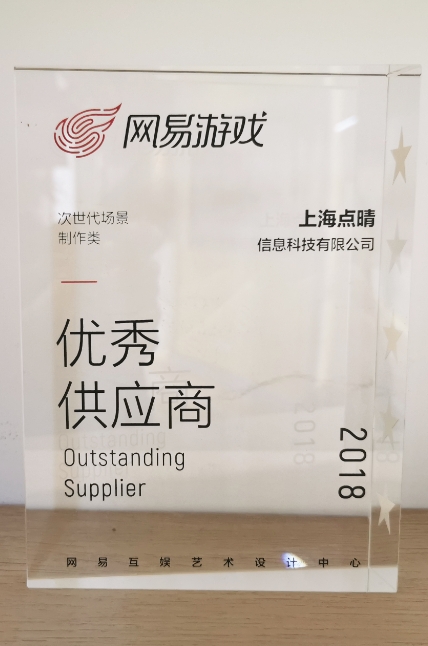 网易游戏
次世代场景
制作类
上海点晴
信息科技有限公司
优秀
供应商
Outstanding
Supplier
2018
网易互娱艺术设计中心